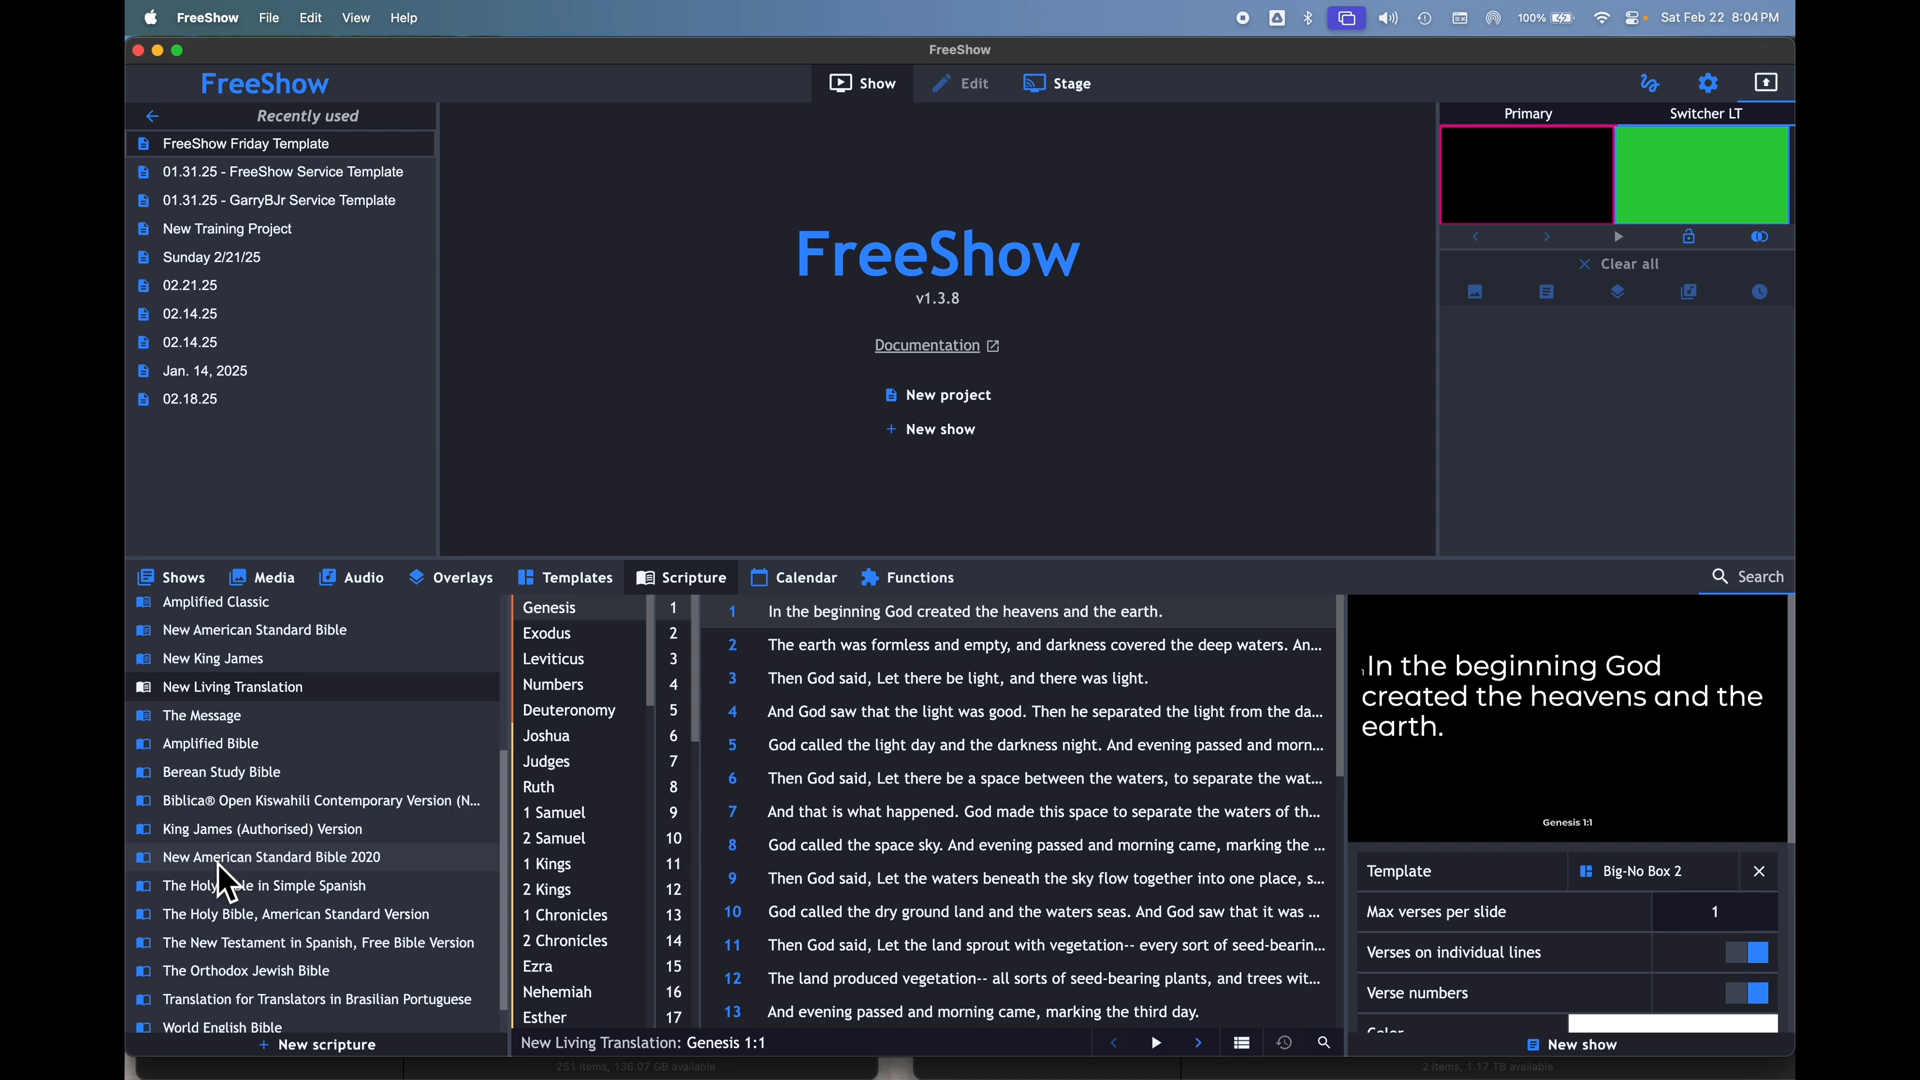 FreeShow File Edit View Help
100% Sat Feb 22 8:04 PM
FreeShow
FreeShow
Show Edit Stage
Recently used
FreeShow Friday Template
01.31.25 - FreeShow Service Template
01.31.25 - GarryBJr Service Template
New Training Project
Sunday 2/21/25
02.21.25
02.14.25
02.14.25
Jan. 14, 2025
02.18.25
FreeShow
v1.3.8
Documentation
New project
+ New show
Primary Switcher LT
Clear all
Shows Media Audio Overlays Templates Scripture Calendar Functions
Search
Amplified Classic
New American Standard Bible
New King James
New Living Translation
The Message
Amplified Bible
Berean Study Bible
Biblica® Open Kiswahili Contemporary Version (N...
King James (Authorised) Version
New American Standard Bible 2020
The Holy in Simple Spanish
The Holy Bible, American Standard Version
The New Testament in Spanish, Free Bible Version
The Orthodox Jewish Bible
Translation for Translators in Brasilian Portuguese
World English Bible
+ New scripture
Genesis
Exodus
Leviticus
Numbers
Deuteronomy
Joshua
Judges
Ruth
1 Samuel
2 Samuel
1 Kings
2 Kings
1 Chronicles
2 Chronicles
Ezra
Nehemiah
Esther
1
2
3
4
5
6
7
8
9
10
11
12
13
14
15
16
17
1 In the beginning God created the heavens and the earth.
2 The earth was formless and empty, and darkness covered the deep waters. An...
3 Then God said, Let there be light, and there was light.
4 And God saw that the light was good. Then he separated the light from the da...
5 God called the light day and the darkness night. And evening passed and morn...
6 Then God said, Let there be a space between the waters, to separate the wat...
7 And that is what happened. God made this space to separate the waters of th...
8 God called the space sky. And evening passed and morning came, marking the ...
9 Then God said, Let the waters beneath the sky flow together into one place, s...
10 God called the dry ground land and the waters seas. And God saw that it was ...
11 Then God said, Let the land sprout with vegetation-- every sort of seed-bearin...
12 The land produced vegetation-- all sorts of seed-bearing plants, and trees wit...
13 And evening passed and morning came, marking the third day.
New Living Translation: Genesis 1:1
1In the beginning God
created the heavens and the
earth.
Genesis 1:1
Template Big-No Box 2
Max verses per slide 1
Verses on individual lines
Verse numbers
Color
New show
251 items, 136.07 GB available
2 items, 1.17 TB available